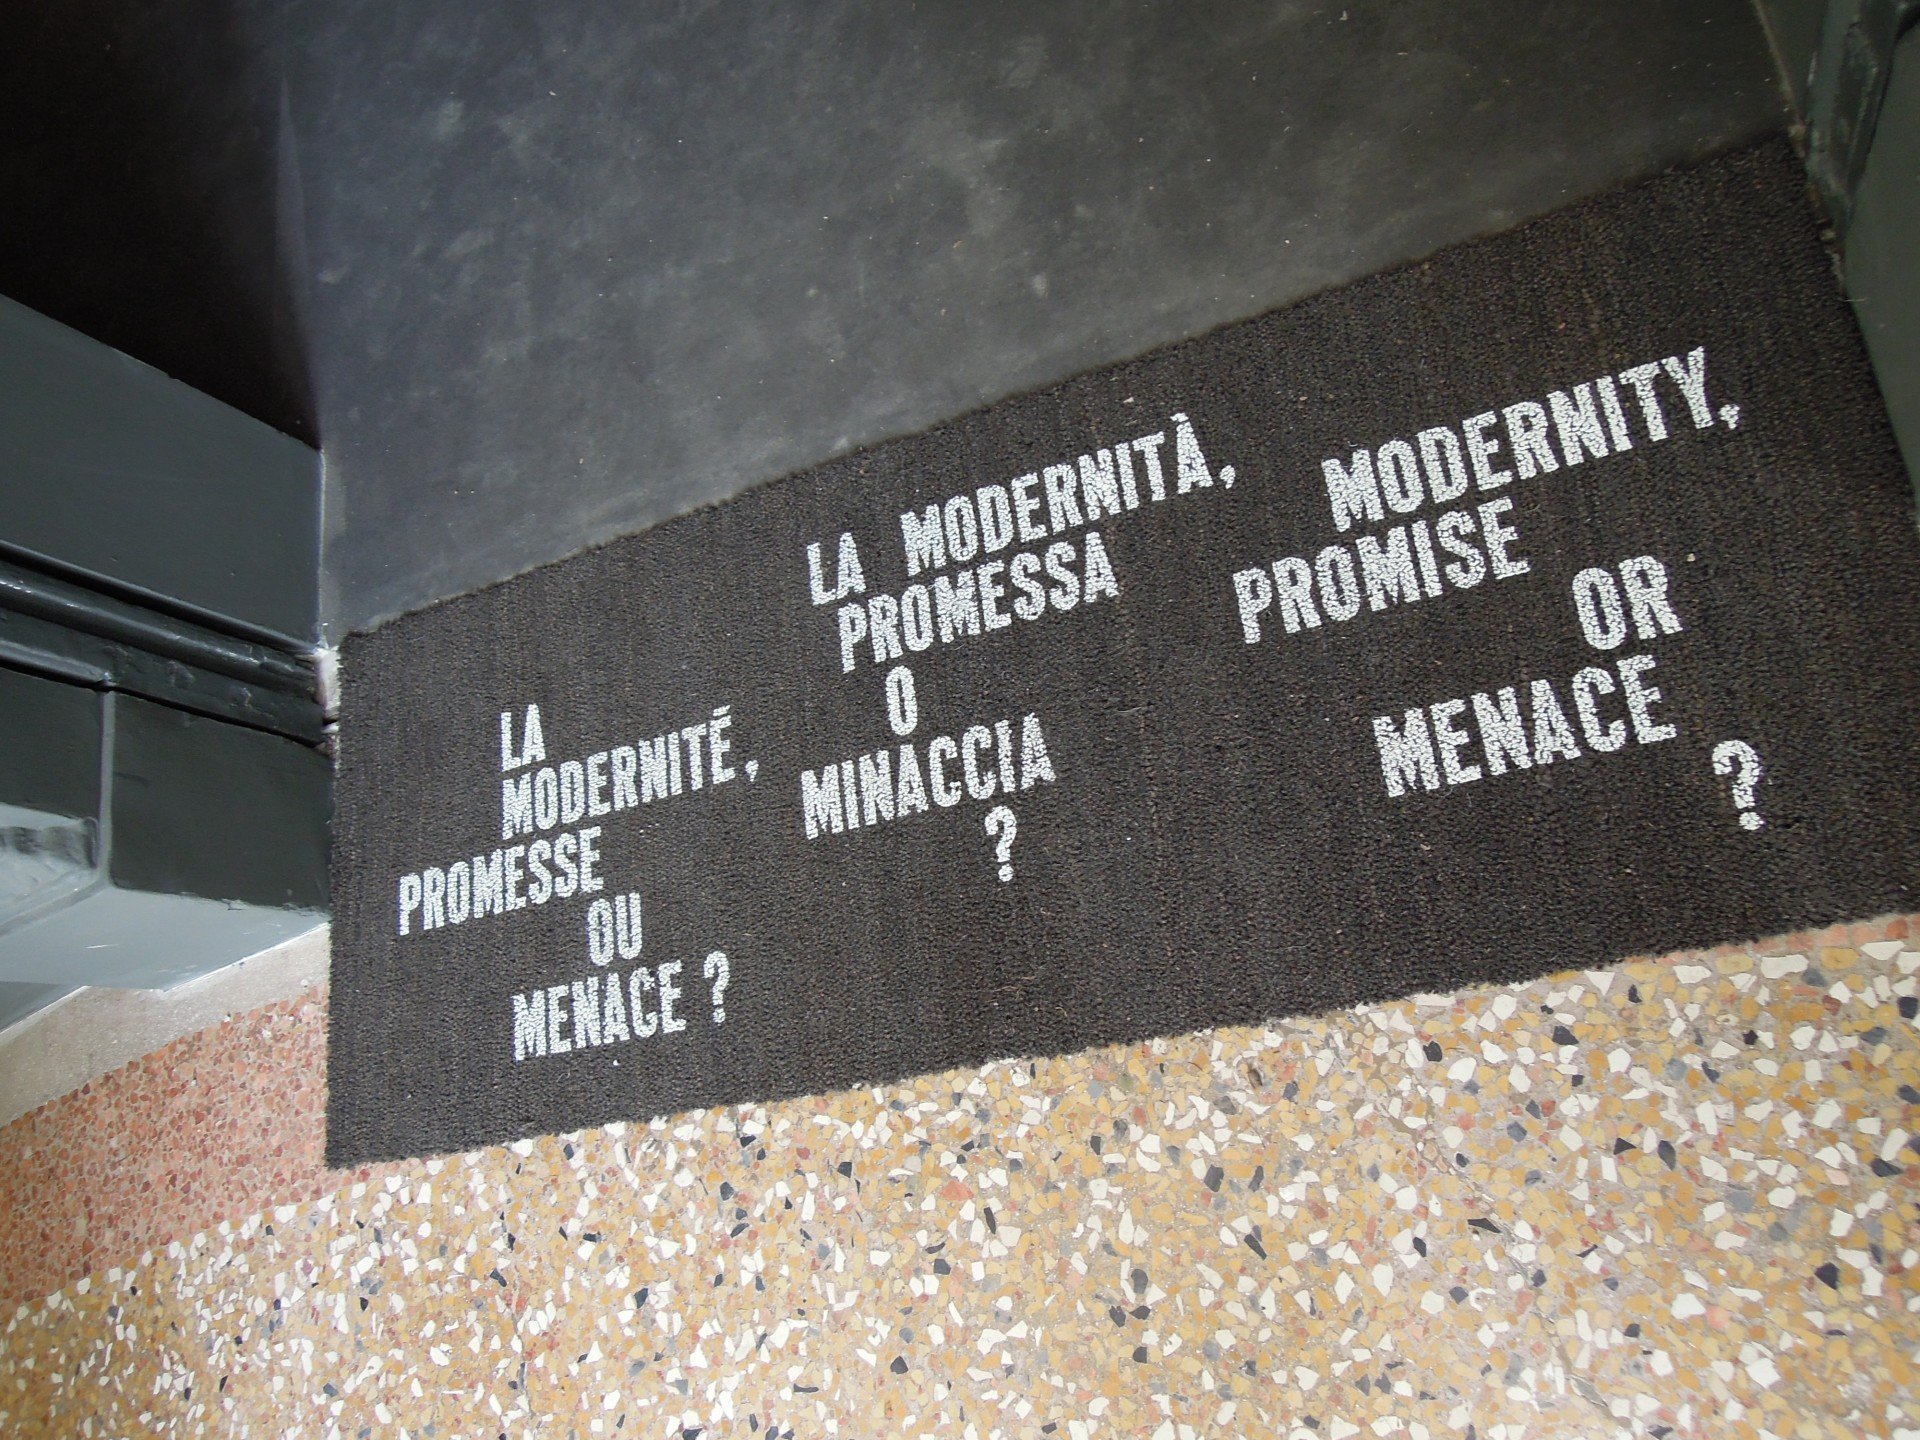 LA
MODERNITÉ,
PROMESSE
OU
MENACE ?
LA MODERNITÀ,
PROMESSA
O
MINACCIA
?
MODERNITY,
PROMISE
OR
MENACE
?